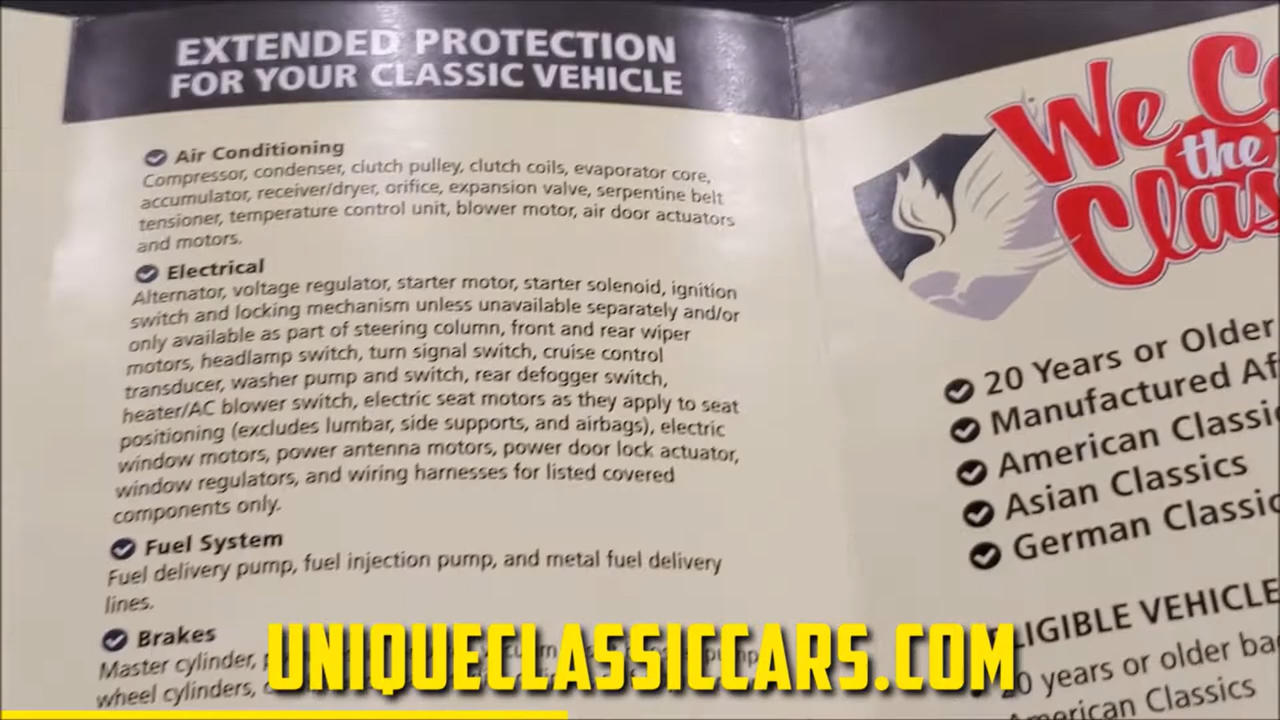 EXTENDED PROTECTION
FOR YOUR CLASSIC VEHICLE
Air Conditioning
Compressor, condenser, clutch pulley, clutch coils, evaporator core,
accumulator, receiver/dryer, orifice, expansion valve, serpentine belt
tensioner, temperature control unit, blower motor, air door actuators
and motors.
Electrical
Alternator, voltage regulator, starter motor, starter solenoid, ignition
switch and locking mechanism unless unavailable separately and/or
only available as part of steering column, front and rear wiper
motors, headlamp switch, turn signal switch, cruise control
transducer, washer pump and switch, rear defogger switch,
heater/AC blower switch, electric seat motors as they apply to seat
positioning (excludes lumbar, side supports, and airbags), electric
window motors, power antenna motors, power door lock actuator,
window regulators, and wiring harnesses for listed covered
components only.
Fuel System
Fuel delivery pump, fuel injection pump, and metal fuel delivery
lines.
Brakes
Master cylinder,
wheel cylinders,
We
the
20 Years or Older
Manufactured
American
Asian Classics
German
VEHICLE
20 years or older
American Classics
UNIQUECLASSICCARS.COM